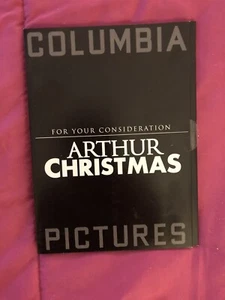 COLUMBIA
FOR YOUR CONSIDERATION
ARTHUR
CHRISTMAS
PICTURES